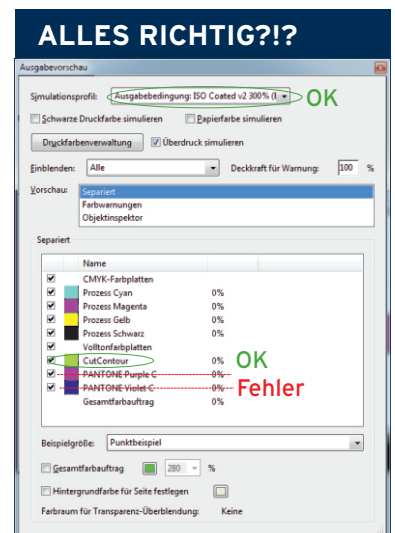 ALLES RICHTIG?!?
Ausgabevorschau
Simulationsprofil: Ausgabebedingung: ISO Coated v2 300% (E OK
Schwarze Druckfarbe simulieren Papierfarbe simulieren
Druckfarbenverwaltung Überdruck simulieren
Einblenden: Alle Deckkraft für Warnung: 100 %
Vorschau: Separiert
Farbwarnungen
Objektinspektor
Separiert
Name
CMYK-Farbplatten
Prozess Cyan 0%
Prozess Magenta 0%
Prozess Gelb 0%
Prozess Schwarz 0%
Volltonfarbplatten
CutContour 0% OK
PANTONE Purple C 0%
PANTONE Violet C 0% Fehler
Gesamtfarbauftrag 0%
Beispielgröße: Punktbeispiel
Gesamtfarbauftrag 280 %
Hintergrundfarbe für Seite festlegen
Farbraum für Transparenz-Überblendung: Keine